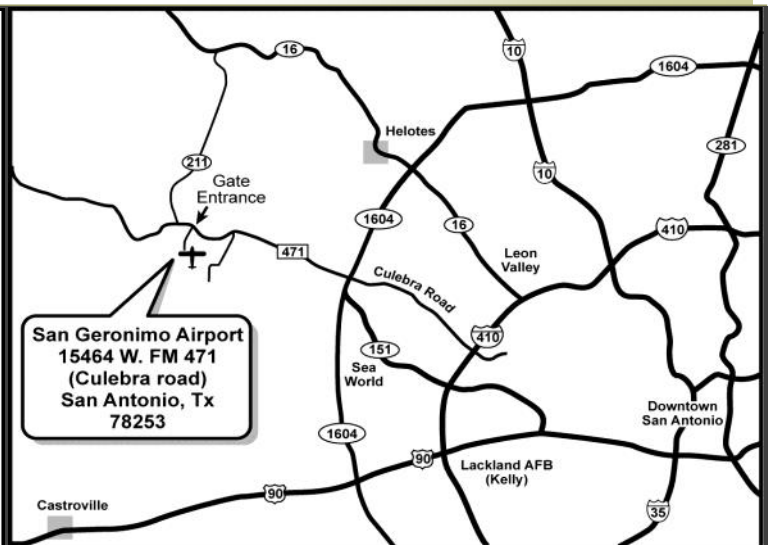 16
10
1604
Helotes
281
211
10
Gate
Entrance
1604
16
410
471
Leon
Valley
Culebra Road
San Geronimo Airport
15464 W. FM 471
(Culebra road)
San Antonio, Tx
78253
410
151
Sea
World
Downtown
San Antonio
1604
90
Lackland AFB
(Kelly)
90
Castroville
35